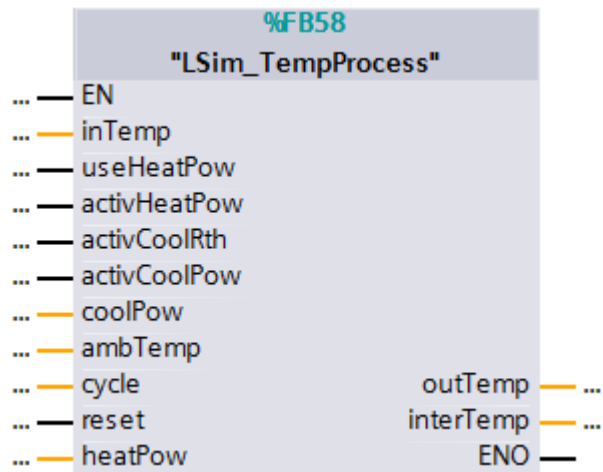 %FB58
"LSim_TempProcess"
... EN
... inTemp
... useHeatPow
... activHeatPow
... activCoolRth
... activCoolPow
... coolPow
... ambTemp
... cycle outTemp ...
... reset interTemp ...
... heatPow ENO